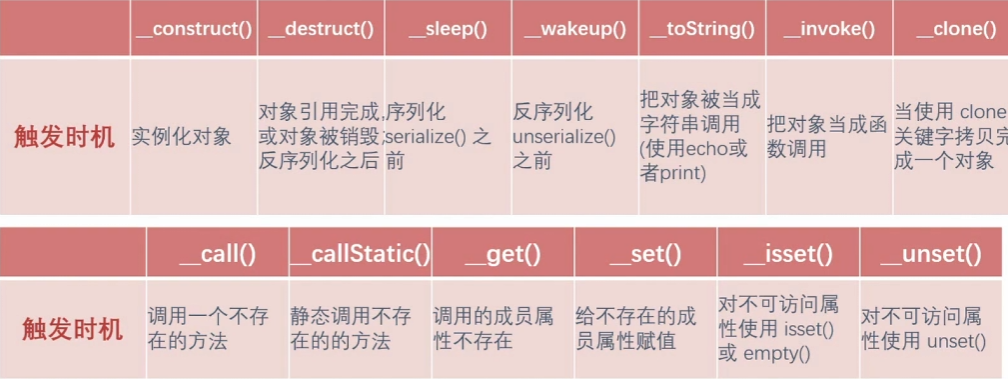 __construct() __destruct() __sleep() __wakeup() __toString() __invoke() __clone()
触发时机
实例化对象
对象引用完成,
或对象被销毁;
反序列化之后
序列化
serialize() 之
前
反序列化
unserialize()
之前
把对象被当成
字符串调用
(使用echo或
者print)
把对象当成函
数调用
当使用 clone
关键字拷贝完
成一个对象
__call() __callStatic() __get() __set() __isset() __unset()
触发时机
调用一个不存
在的方法
静态调用不存
在的的方法
调用的成员属
性不存在
给不存在的成
员属性赋值
对不可访问属
性使用 isset()
或 empty()
对不可访问属
性使用 unset()